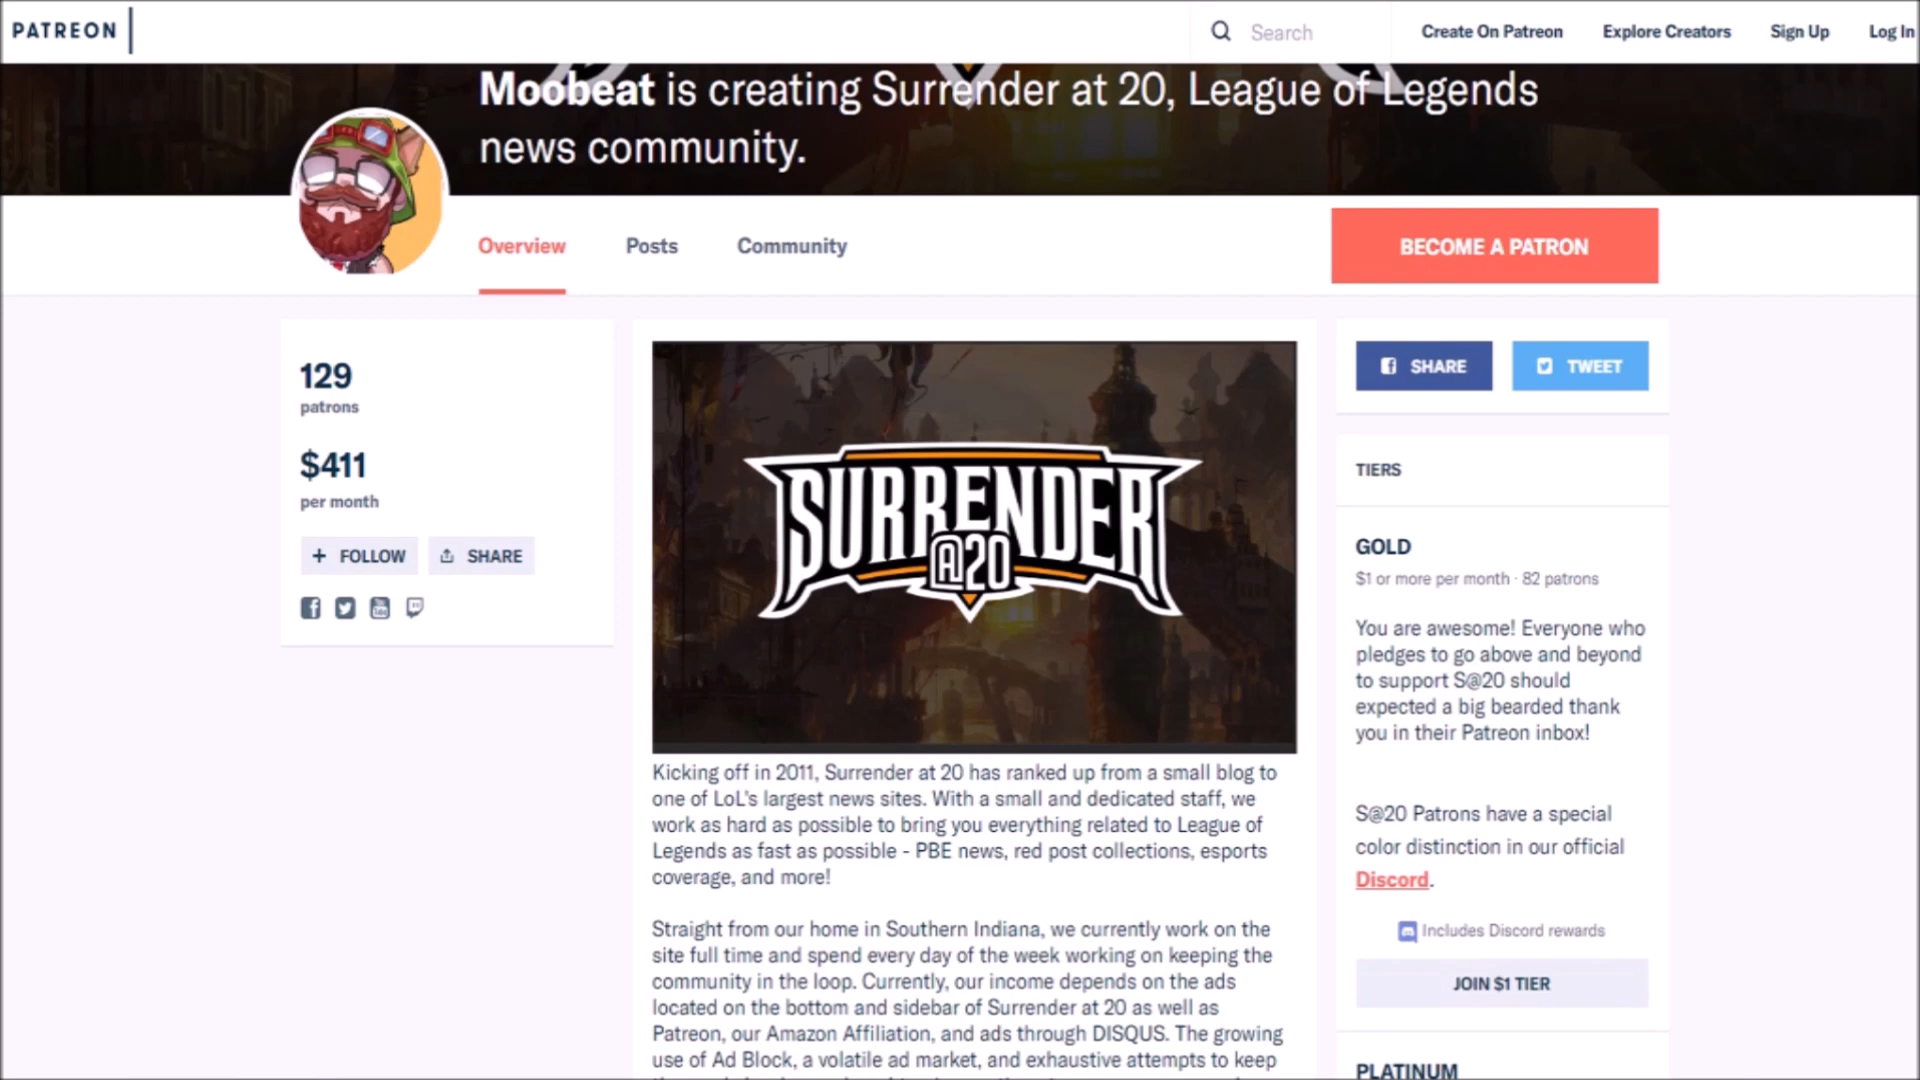 PATREON
Search
Create On Patreon
Explore Creators
Sign Up
Log In
Moobeat is creating Surrender at 20, League of Legends
news community.
Overview
Posts
Community
BECOME A PATRON
129
patrons
$411
per month
+ FOLLOW
SHARE
SURRENDER
@20
Kicking off in 2011, Surrender at 20 has ranked up from a small blog to
one of LoL's largest news sites. With a small and dedicated staff, we
work as hard as possible to bring you everything related to League of
Legends as fast as possible - PBE news, red post collections, esports
coverage, and more!
Straight from our home in Southern Indiana, we currently work on the
site full time and spend every day of the week working on keeping the
community in the loop. Currently, our income depends on the ads
located on the bottom and sidebar of Surrender at 20 as well as
Patreon, our Amazon Affiliation, and ads through DISQUS. The growing
use of Ad Block, a volatile ad market, and exhaustive attempts to keep
SHARE
TWEET
TIERS
GOLD
$1 or more per month · 82 patrons
You are awesome! Everyone who
pledges to go above and beyond
to support S@20 should
expected a big bearded thank
you in their Patreon inbox!
S@20 Patrons have a special
color distinction in our official
Discord.
Includes Discord rewards
JOIN $1 TIER
PLATINUM